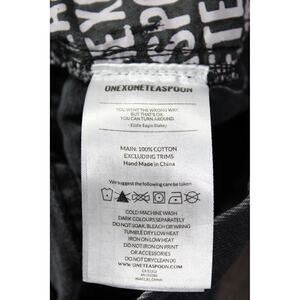 ONEXONETEASPOON
YOU WENT THE WRONG WAY
BUT THAT'S OK.
YOU CAN TURN AROUND.
- Eddie Eagle Blakey
MAIN: 100% COTTON
EXCLUDING TRIMS
Hand Made in China
We suggest the following care be taken
COLD MACHINE WASH
DARK COLOURS SEPARATELY
DO NOT SOAK, BLEACH OR WRING
TUMBLE DRY LOW HEAT
IRON ON LOW HEAT
DO NOT IRON ON PRINT
OR ACCESSORIES
DO NOT DRY CLEAN (X)
WWW.ONETEASPOON.COM